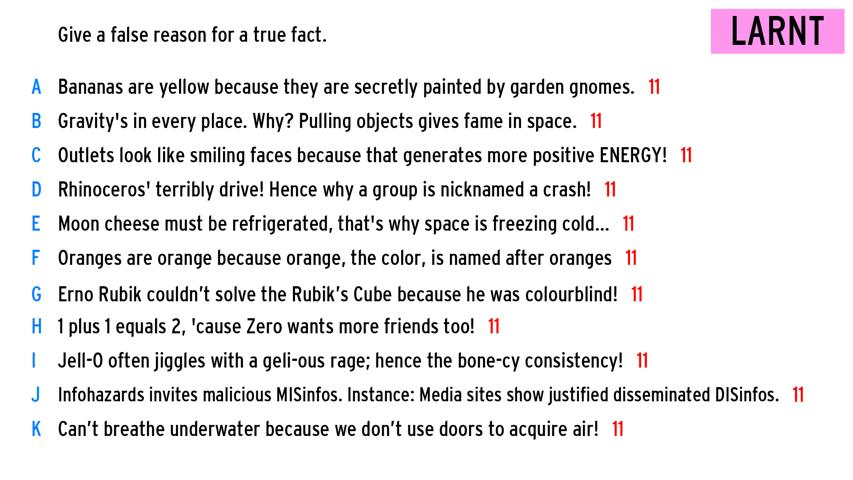 Give a false reason for a true fact.
LARNT
A Bananas are yellow because they are secretly painted by garden gnomes. 11
B Gravity's in every place. Why? Pulling objects gives fame in space. 11
C Outlets look like smiling faces because that generates more positive ENERGY! 11
D Rhinoceros' terribly drive! Hence why a group is nicknamed a crash! 11
E Moon cheese must be refrigerated, that's why space is freezing cold... 11
F Oranges are orange because orange, the color, is named after oranges 11
G Erno Rubik couldn’t solve the Rubik’s Cube because he was colourblind! 11
H 1 plus 1 equals 2, 'cause Zero wants more friends too! 11
I Jell-O often jiggles with a geli-ous rage; hence the bone-cy consistency! 11
J Infohazards invites malicious MISinfos. Instance: Media sites show justified disseminated DISinfos. 11
K Can’t breathe underwater because we don’t use doors to acquire air! 11